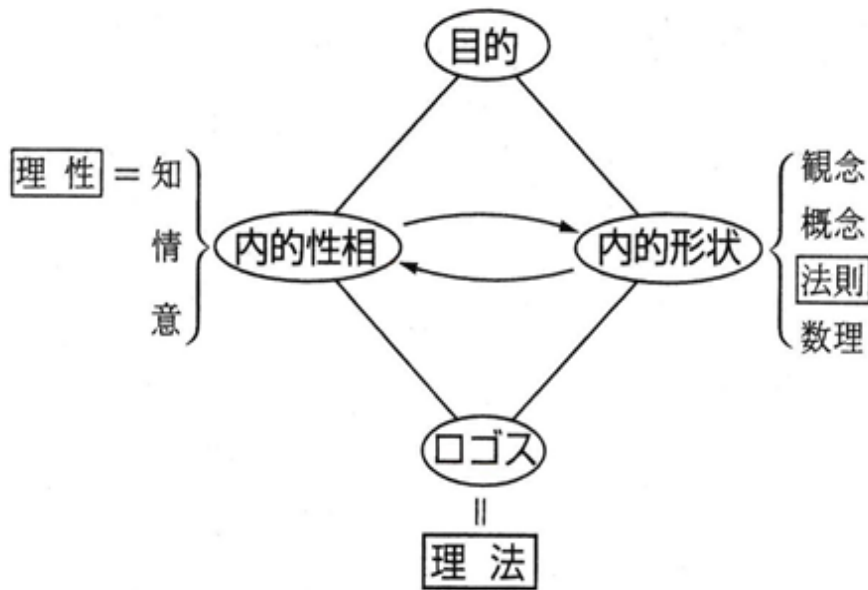 目的
理性＝知
情
意
内的性相
内的形状
観念
概念
法則
数理
ロゴス
＝
理法